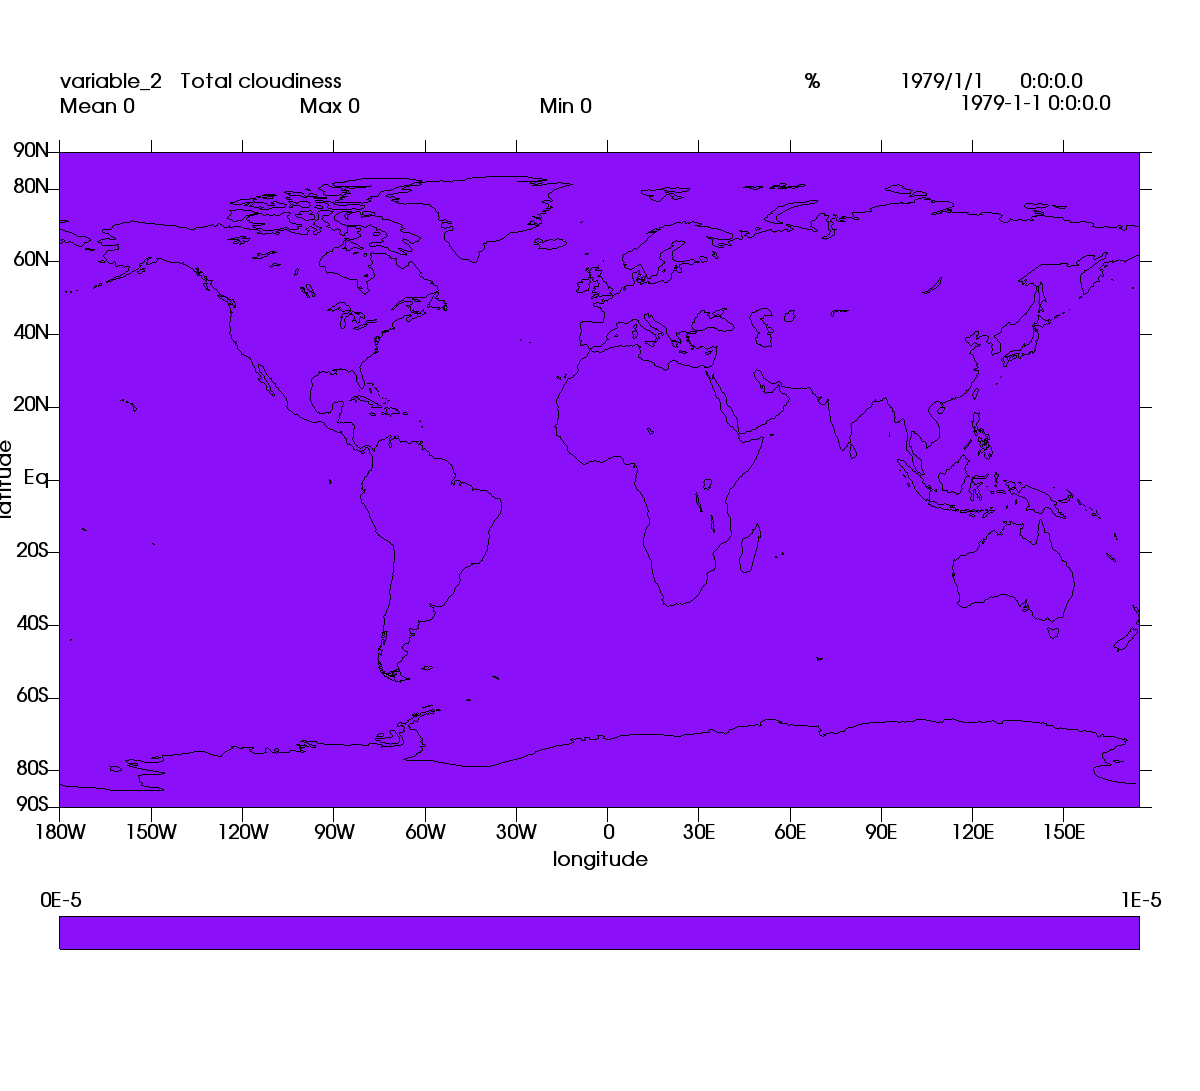 variable_2 Total cloudiness % 1979/1/1 0:0:0.0
Mean 0 Max 0 Min 0 1979-1-1 0:0:0.0
90N
80N
60N
40N
20N
Eq
20S
40S
60S
80S
90S
latitude
180W 150W 120W 90W 60W 30W 0 30E 60E 90E 120E 150E
longitude
0E-5 1E-5